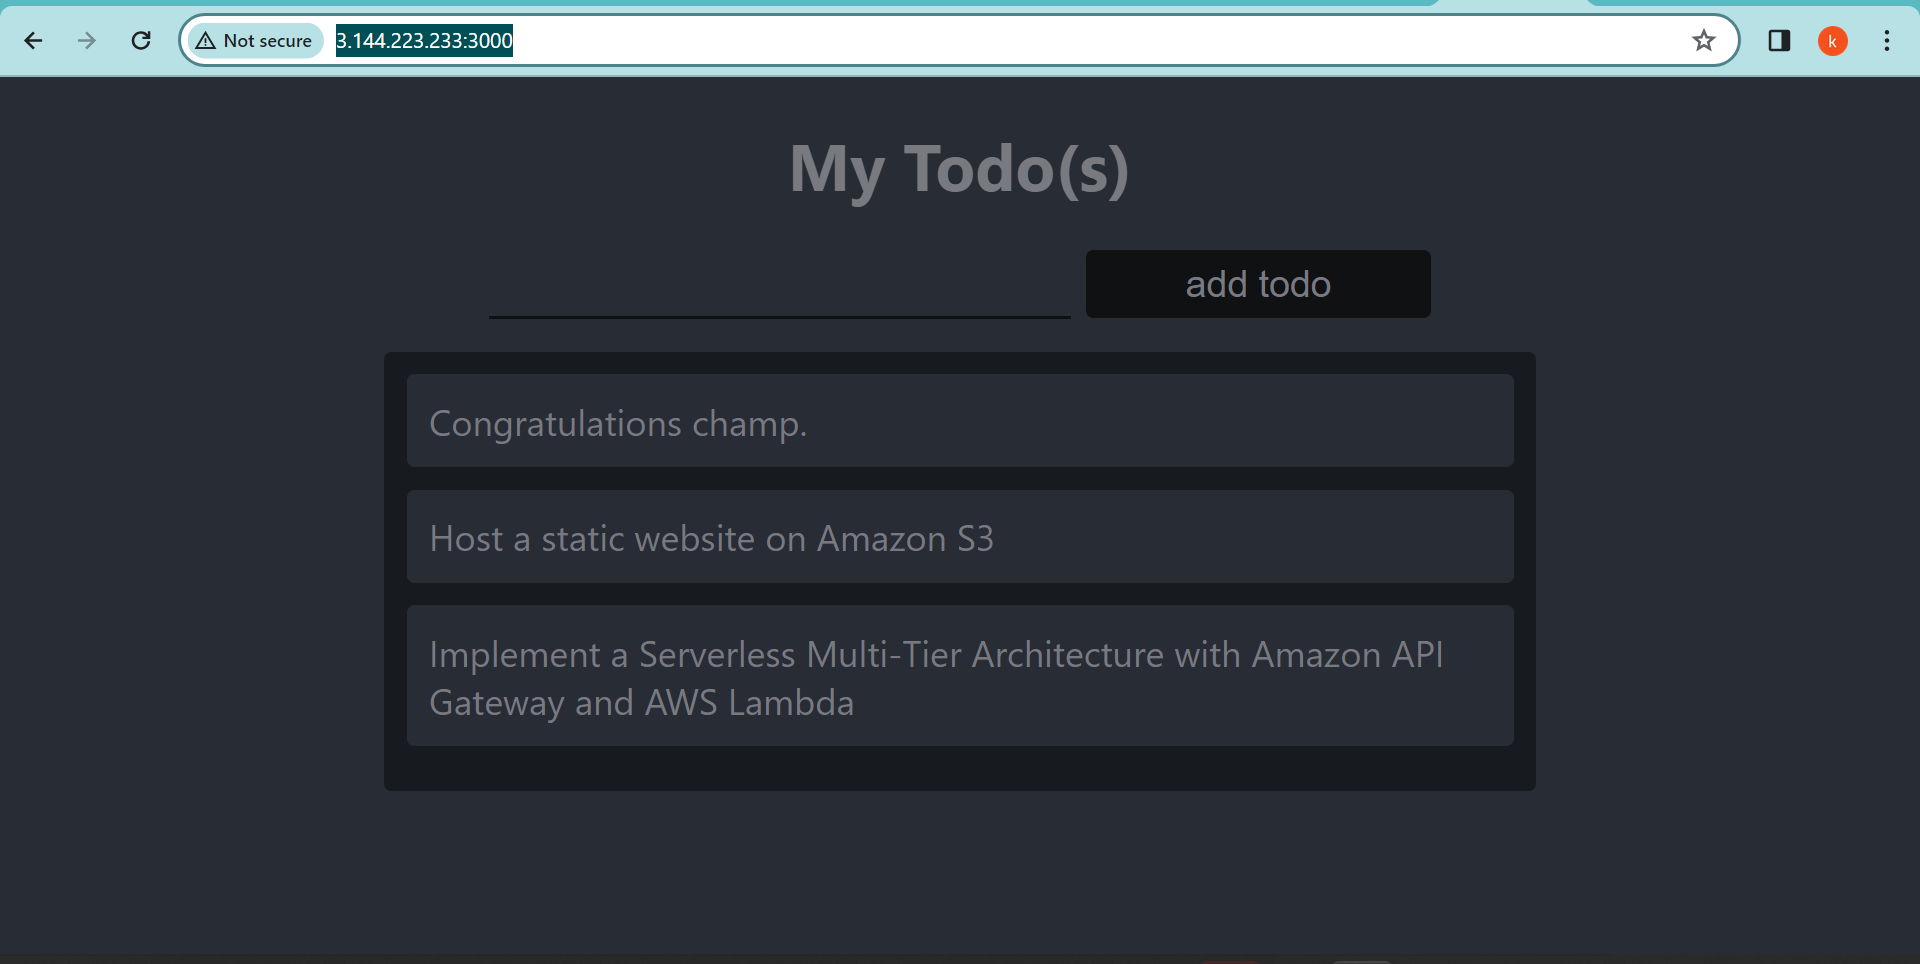 Not secure 3.144.223.233:3000
k
My Todo(s)
add todo
Congratulations champ.
Host a static website on Amazon S3
Implement a Serverless Multi-Tier Architecture with Amazon API
Gateway and AWS Lambda